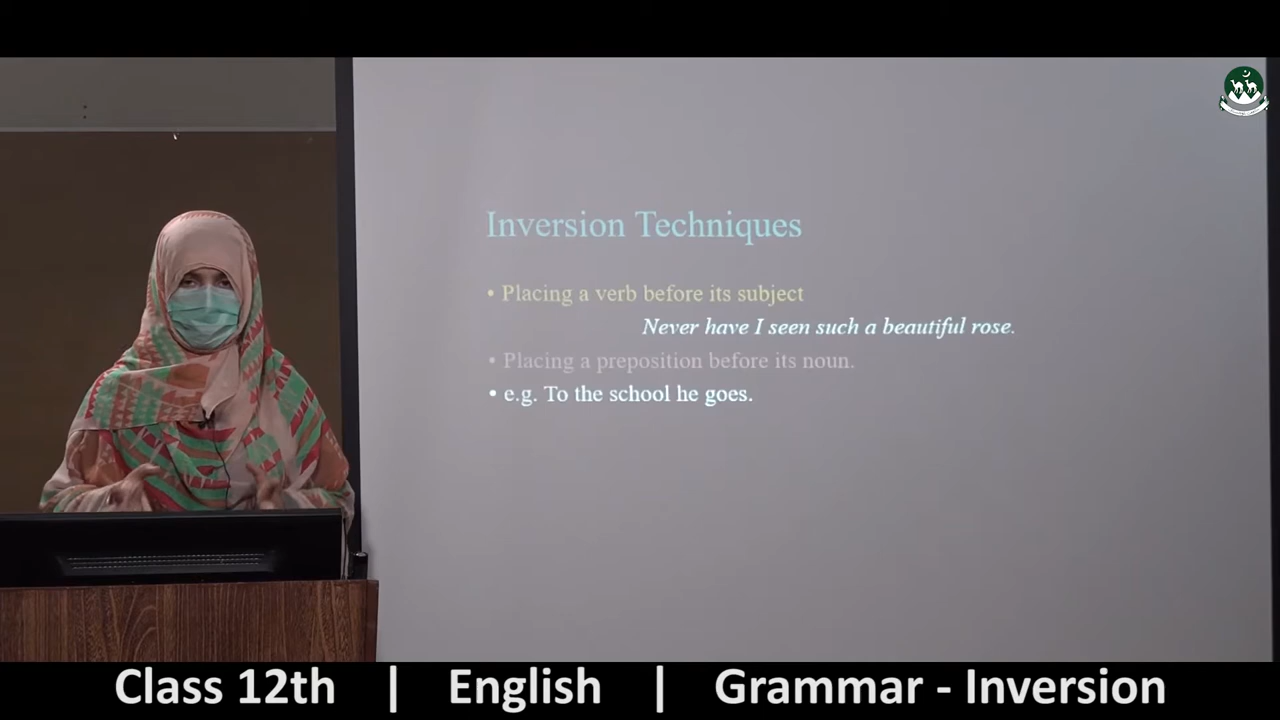 Inversion Techniques
• Placing a verb before its subject
Never have I seen such a beautiful rose.
• Placing a preposition before its noun.
• e.g. To the school he goes.
Class 12th | English | Grammar - Inversion